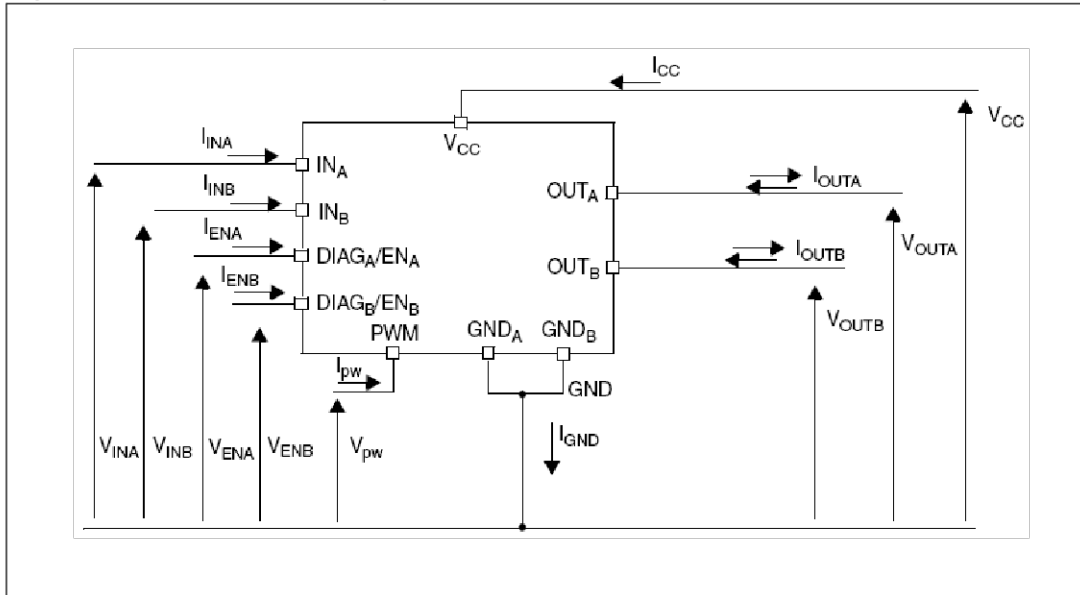 I_CC
V_CC
V_CC
I_INA
IN_A
I_INB
IN_B
I_ENA
DIAG_A/EN_A
I_ENB
DIAG_B/EN_B
OUT_A
I_OUTA
OUT_B
I_OUTB
V_OUTA
V_OUTB
PWM
GND_A
GND_B
I_pw
GND
I_GND
V_INA
V_INB
V_ENA
V_ENB
V_pw